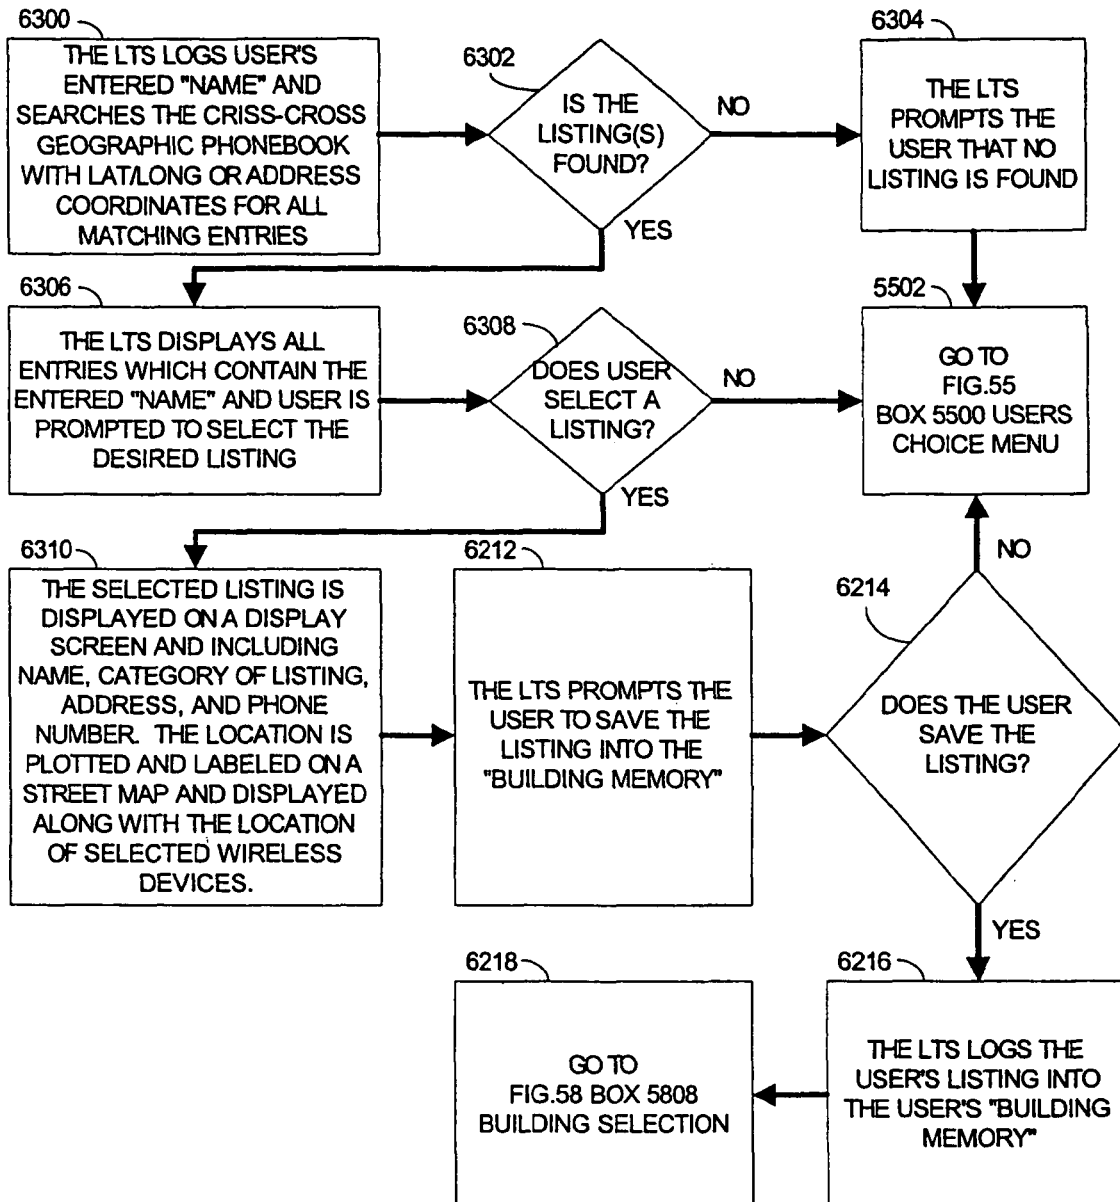 6300
THE LTS LOGS USER'S
ENTERED "NAME" AND
SEARCHES THE CRISS-CROSS
GEOGRAPHIC PHONEBOOK
WITH LAT/LONG OR ADDRESS
COORDINATES FOR ALL
MATCHING ENTRIES
6302
IS THE
LISTING(S)
FOUND?
NO
YES
6304
THE LTS
PROMPTS THE
USER THAT NO
LISTING IS FOUND
6306
THE LTS DISPLAYS ALL
ENTRIES WHICH CONTAIN THE
ENTERED "NAME" AND USER IS
PROMPTED TO SELECT THE
DESIRED LISTING
6308
DOES USER
SELECT A
LISTING?
NO
YES
5502
GO TO
FIG.55
BOX 5500 USERS
CHOICE MENU
6310
THE SELECTED LISTING IS
DISPLAYED ON A DISPLAY
SCREEN AND INCLUDING
NAME, CATEGORY OF LISTING,
ADDRESS, AND PHONE
NUMBER. THE LOCATION IS
PLOTTED AND LABELED ON A
STREET MAP AND DISPLAYED
ALONG WITH THE LOCATION
OF SELECTED WIRELESS
DEVICES.
6212
THE LTS PROMPTS THE
USER TO SAVE THE
LISTING INTO THE
"BUILDING MEMORY"
6214
DOES THE USER
SAVE THE
LISTING?
NO
YES
6216
THE LTS LOGS THE
USER'S LISTING INTO
THE USER'S "BUILDING
MEMORY"
6218
GO TO
FIG.58 BOX 5808
BUILDING SELECTION